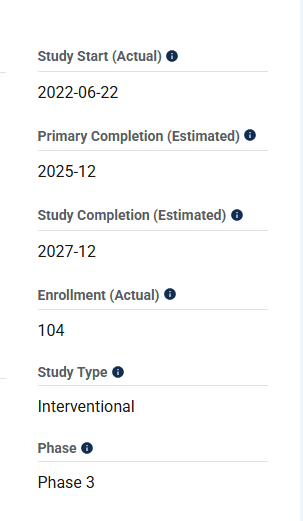 Study Start (Actual)
2022-06-22
Primary Completion (Estimated)
2025-12
Study Completion (Estimated)
2027-12
Enrollment (Actual)
104
Study Type
Interventional
Phase
Phase 3